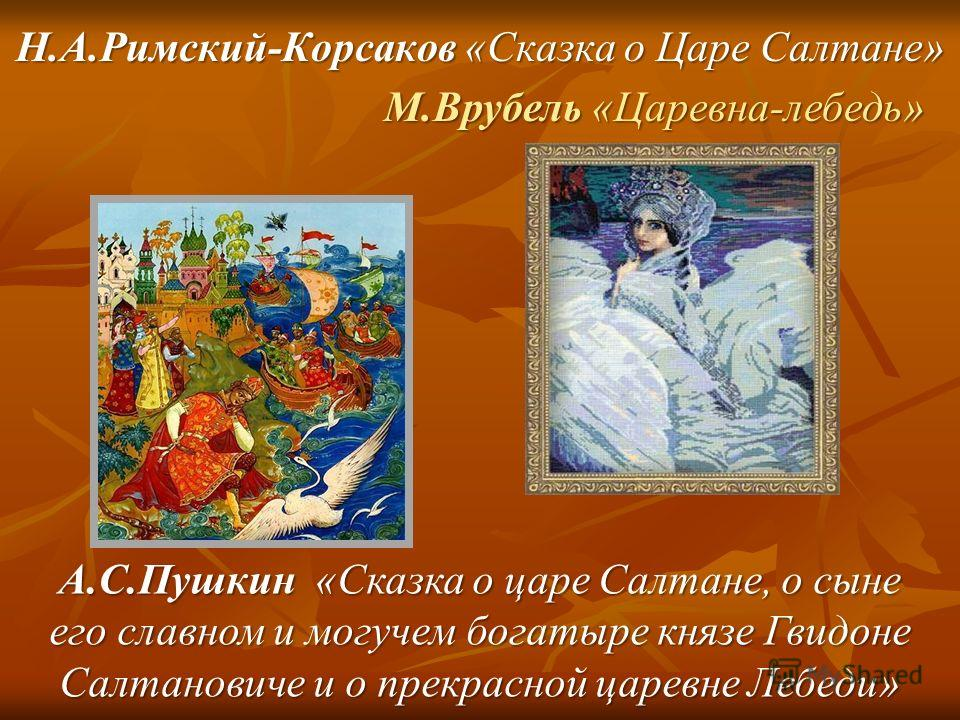 Н.А.Римский-Корсаков «Сказка о Царе Салтане»
М.Врубель «Царевна-лебедь»
А.С.Пушкин «Сказка о царе Салтане, о сыне
его славном и могучем богатыре князе Гвидоне
Салтановиче и о прекрасной царевне Лебеди»
MyShared